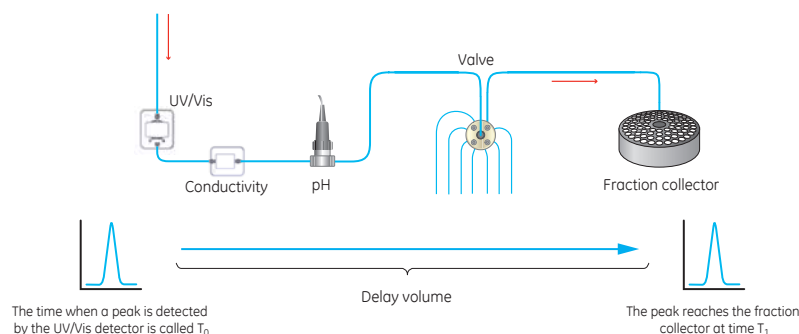 Valve
UV/Vis
Conductivity
pH
Fraction collector
Delay volume
The time when a peak is detected
by the UV/Vis detector is called T₀
The peak reaches the fraction
collector at time T₁